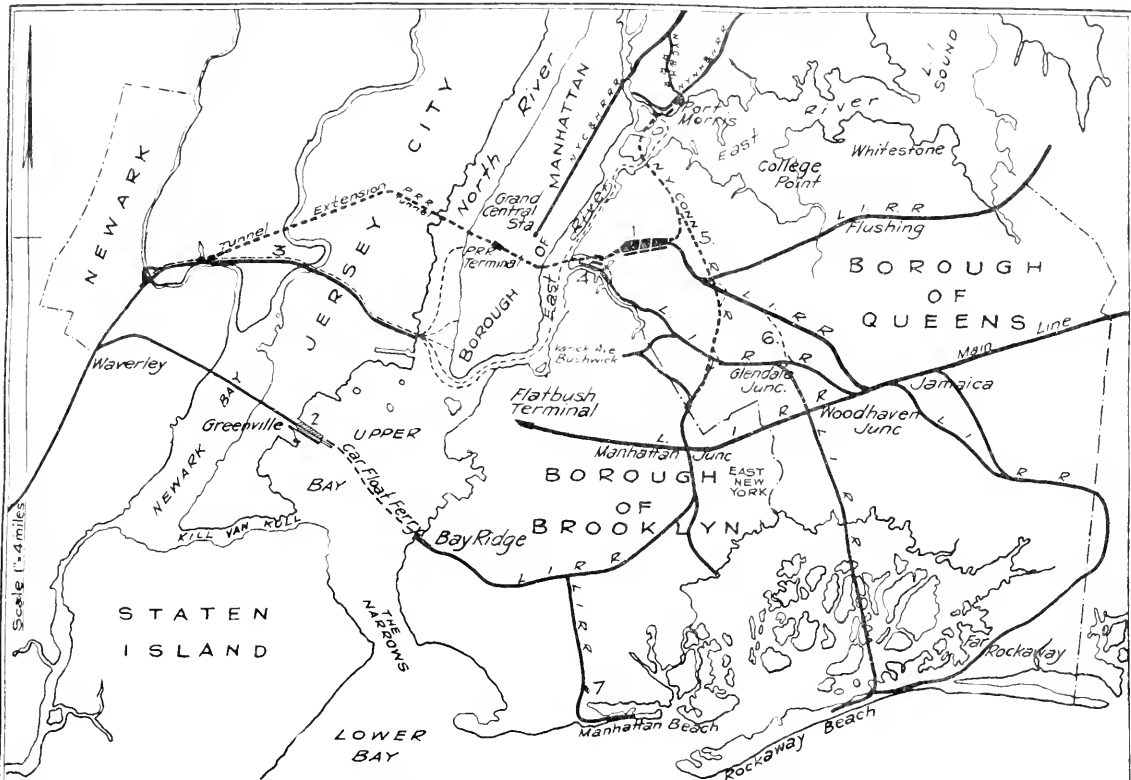 NEWARK
JERSEY
CITY
North River
MANHATTAN
BOROUGH
OF
N.Y.C.& H.R.R.R.
Port
Morris
East
River
L.I.
SOUND
College
Point
Whitestone
Tunnel
Extension
P.R.R.
Tunnel
Grand
Central
Sta
East River
N Y CONN
R R
L I R R
Flushing
1
5
3
4
P.R.R.
Terminal
BOROUGH
OF
QUEENS
Main Line
Varick Ave
Bushwick
L I R R
6
L I R R
Glendale
Junc.
Jamaica
Waverley
Flatbush
Terminal
Woodhaven
Junc
L I R R
Greenville
2
UPPER
BAY
NEWARK BAY
Manhattan Junc
L I R R
BOROUGH
OF
BROOKLYN
EAST
NEW
YORK
L I R R
Car Float Ferry
KILL VAN KULL
Bay Ridge
L I R R
L I R R
Scale 1"=4 miles
STATEN
ISLAND
THE
NARROWS
7
Far
Rockaway
Manhattan Beach
Rockaway Beach
LOWER
BAY